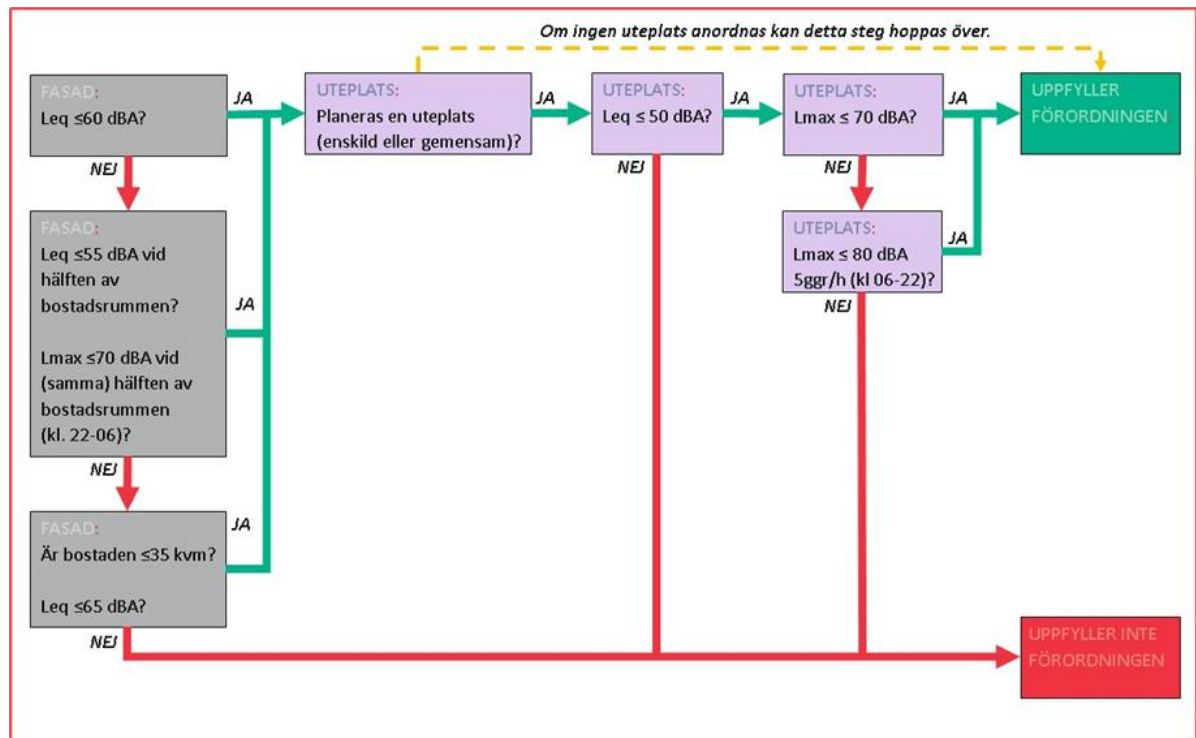 Om ingen uteplats anordnas kan detta steg hoppas över.
FASAD:
Leq ≤60 dBA?
JA
UTEPLATS:
Planeras en uteplats
(enskild eller gemensam)?
JA
UTEPLATS:
Leq ≤ 50 dBA?
JA
UTEPLATS:
Lmax ≤ 70 dBA?
JA
UPPFYLLER
FÖRORDNINGEN
NEJ
NEJ
NEJ
FASAD:
Leq ≤55 dBA vid
hälften av
bostadsrummen?
Lmax ≤70 dBA vid
(samma) hälften av
bostadsrummen
(kl. 22-06)?
JA
UTEPLATS:
Lmax ≤ 80 dBA
5ggr/h (kl 06-22)?
JA
NEJ
NEJ
FASAD:
Är bostaden ≤35 kvm?
Leq ≤65 dBA?
JA
NEJ
UPPFYLLER INTE
FÖRORDNINGEN